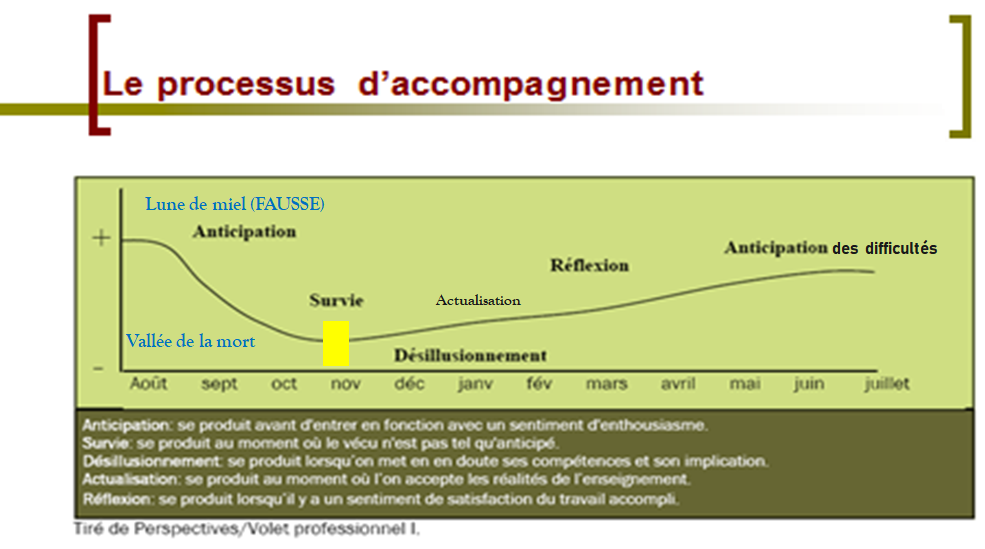 Le processus d'accompagnement
Lune de miel (FAUSSE)
+
Anticipation
Anticipation des difficultés
Réflexion
Survie
Actualisation
Vallée de la mort
Désillusionnement
-
Août sept oct nov déc janv fév mars avril mai juin juillet
Anticipation: se produit avant d'entrer en fonction avec un sentiment d'enthousiasme.
Survie: se produit au moment où le vécu n'est pas tel qu'anticipé.
Désillusionnement: se produit lorsqu'on met en en doute ses compétences et son implication.
Actualisation: se produit au moment où l'on accepte les réalités de l'enseignement.
Réflexion: se produit lorsqu'il y a un sentiment de satisfaction du travail accompli.
Tiré de Perspectives/Volet professionnel I.